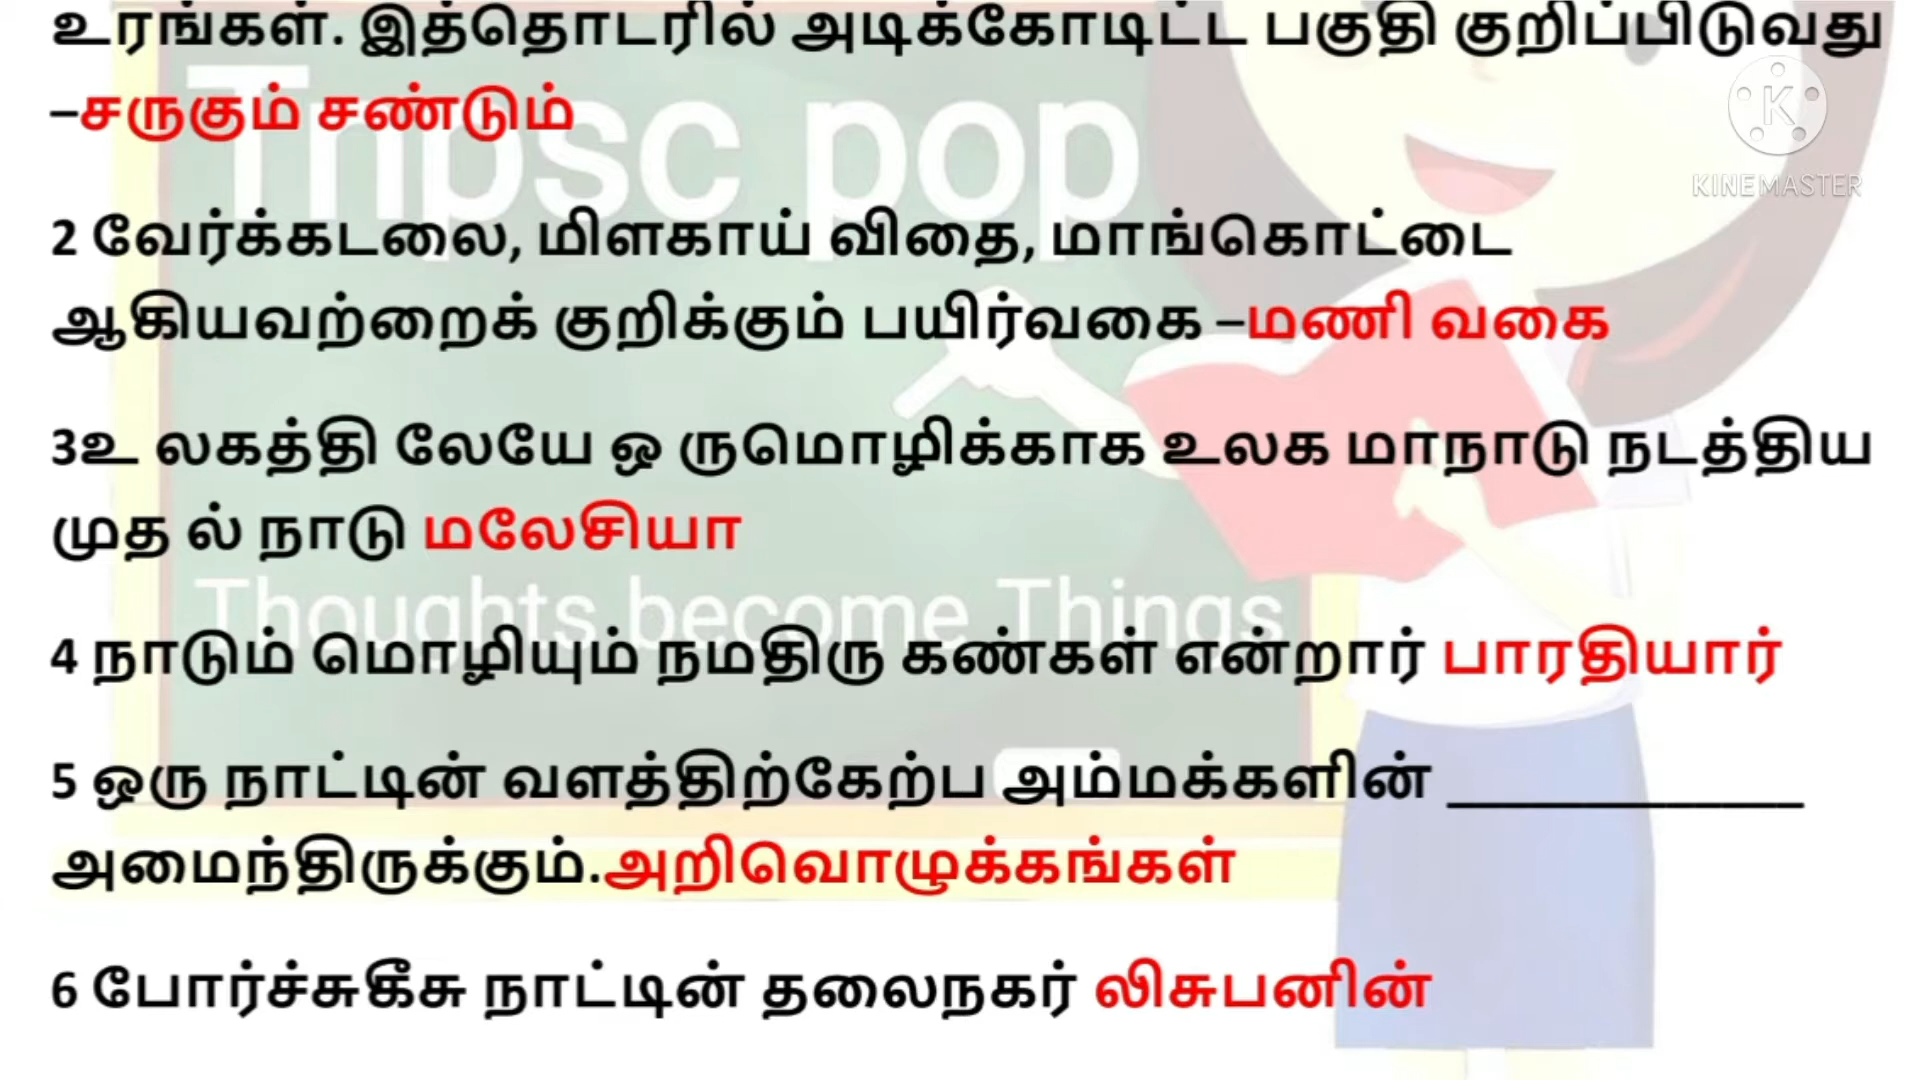 உரங்கள். இத்தொடரில் அடிக்கோடிட்ட பகுதி குறிப்பிடுவது
–சருகும் சண்டும்
Tnpsc pop
KINEMASTER
2 வேர்க்கடலை, மிளகாய் விதை, மாங்கொட்டை
ஆகியவற்றைக் குறிக்கும் பயிர்வகை –மணி வகை
3உ லகத்தி லேயே ஒ ருமொழிக்காக உலக மாநாடு நடத்திய
முத ல் நாடு மலேசியா
Thoughts become Things
4 நாடும் மொழியும் நமதிரு கண்கள் என்றார் பாரதியார்
5 ஒரு நாட்டின் வளத்திற்கேற்ப அம்மக்களின் ____________
அமைந்திருக்கும்.அறிவொழுக்கங்கள்
6 போர்ச்சுகீசு நாட்டின் தலைநகர் லிசுபனின்